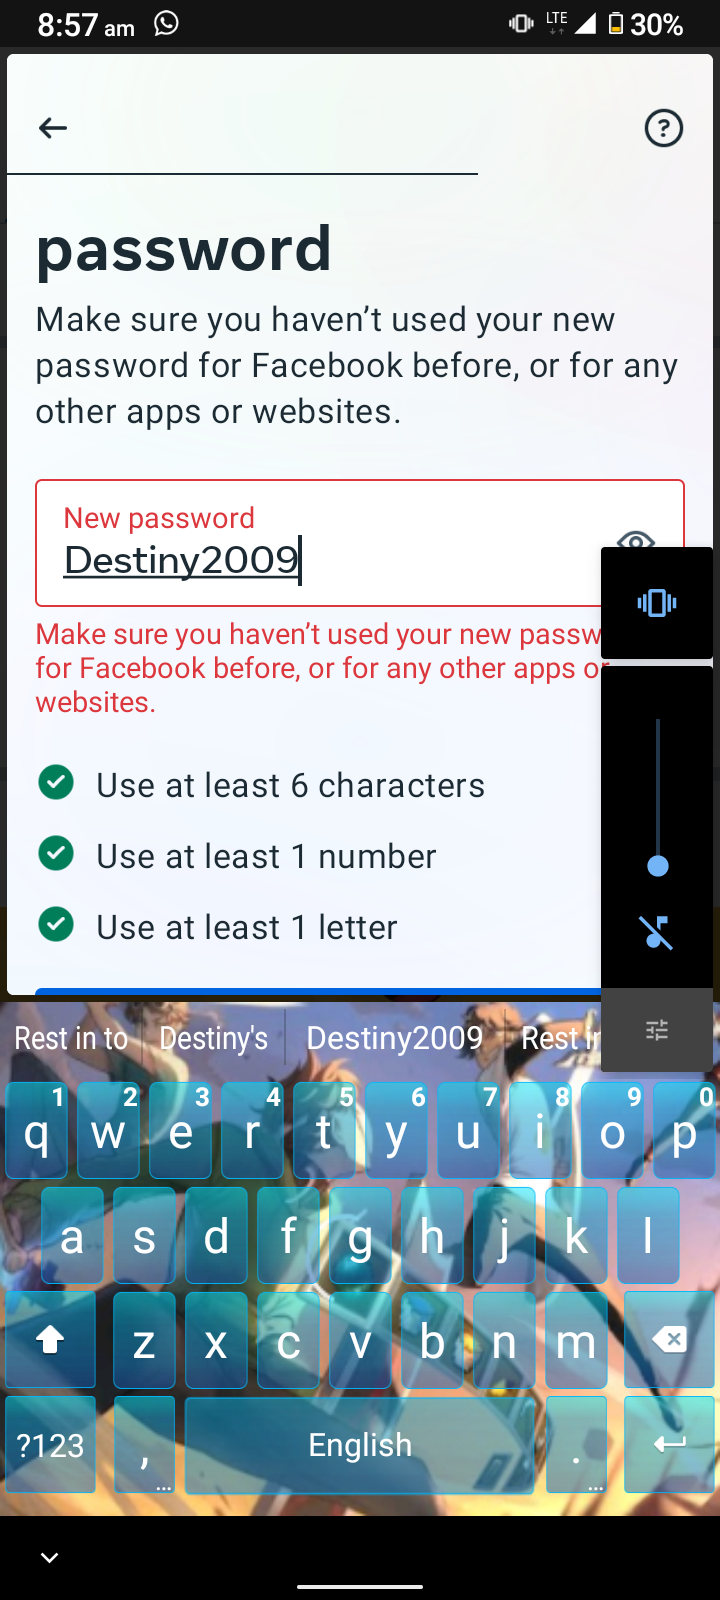 8:57 am
LTE
30%
password
Make sure you haven't used your new
password for Facebook before, or for any
other apps or websites.
New password
Destiny2009
Make sure you haven't used your new passw
for Facebook before, or for any other apps or
websites.
Use at least 6 characters
Use at least 1 number
Use at least 1 letter
Rest in to Destiny's Destiny2009 Rest in
1 2 3 4 5 6 7 8 9 0
q w e r t y u i o p
a s d f g h j k l
z x c v b n m
?123 , English .